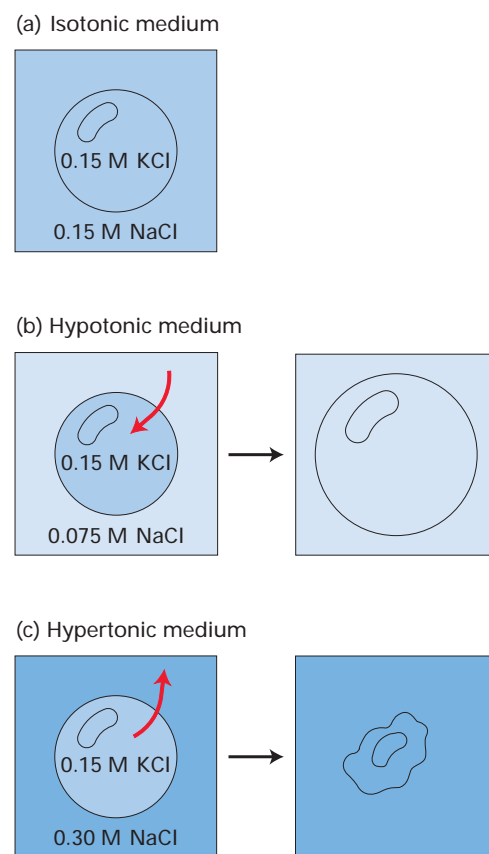 (a) Isotonic medium
0.15 M KCl
0.15 M NaCl
(b) Hypotonic medium
0.15 M KCl
0.075 M NaCl
(c) Hypertonic medium
0.15 M KCl
0.30 M NaCl